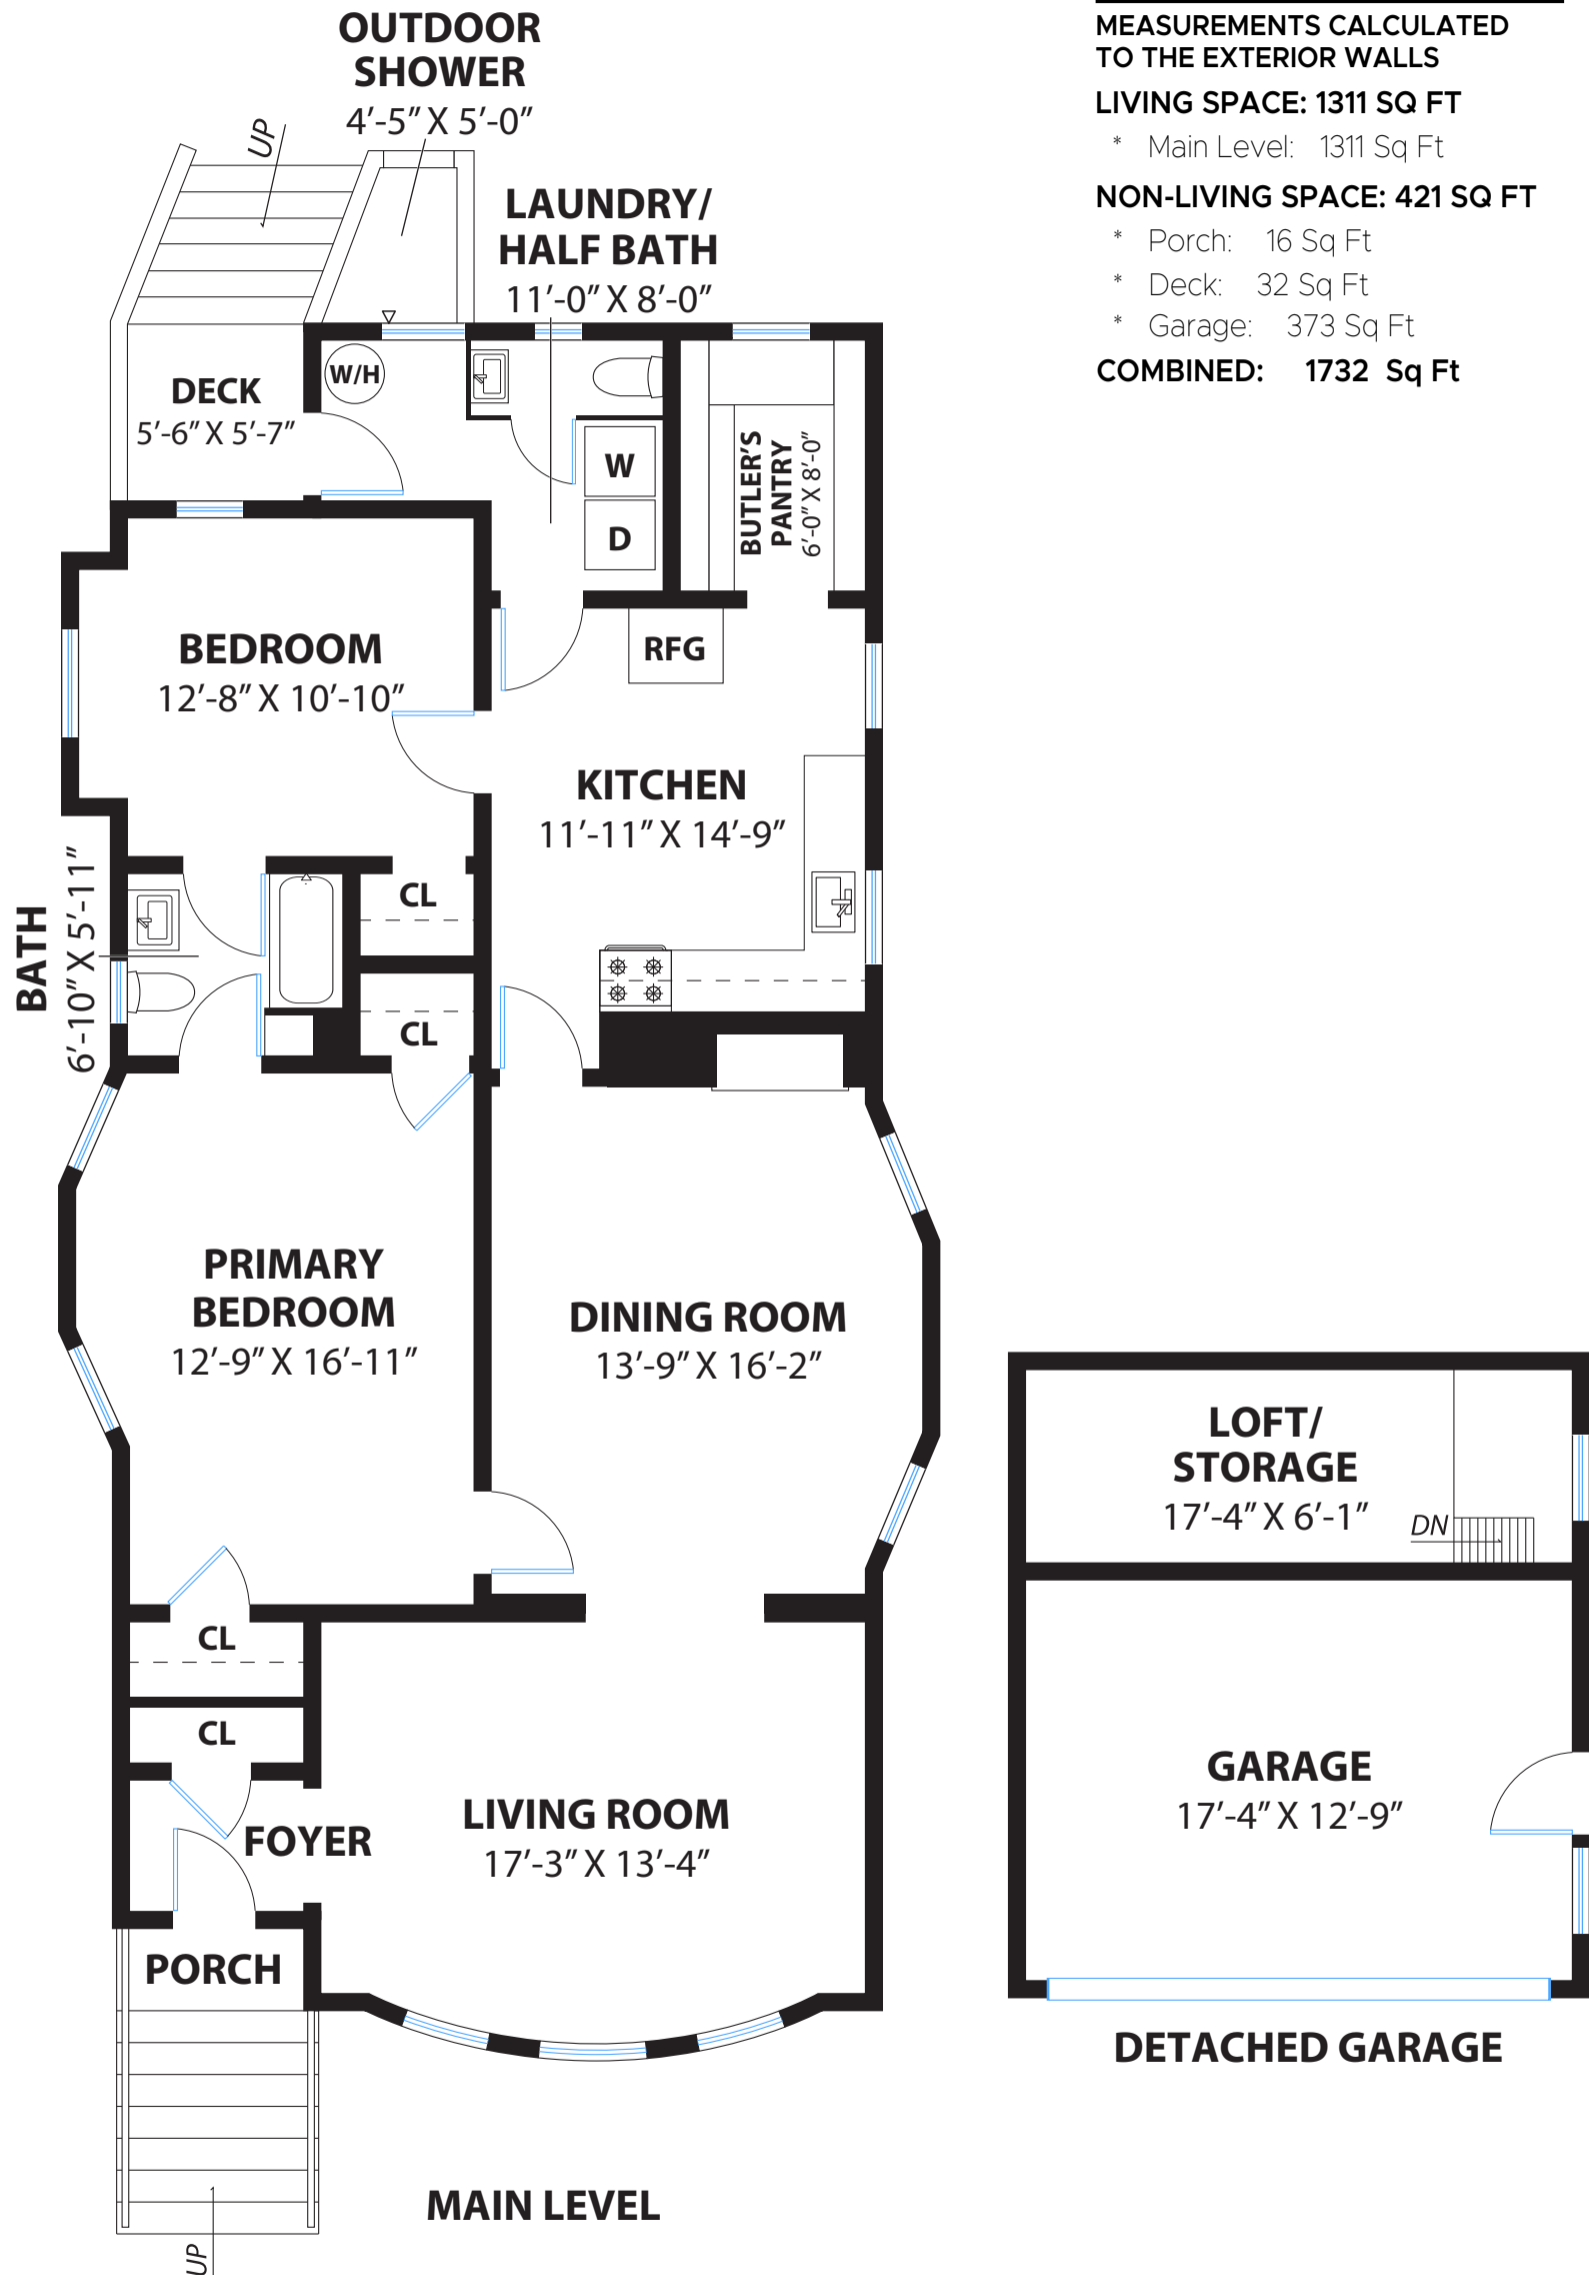 OUTDOOR
SHOWER
4′-5″ X 5′-0″
UP
LAUNDRY/
HALF BATH
11′-0″ X 8′-0″
W/H
DECK
5′-6″ X 5′-7″
W
D
BUTLER'S
PANTRY
6′-0″ X 8′-0″
BEDROOM
12′-8″ X 10′-10″
RFG
KITCHEN
11′-11″ X 14′-9″
BATH
6′-10″ X 5′-11″
CL
CL
PRIMARY
BEDROOM
12′-9″ X 16′-11″
DINING ROOM
13′-9″ X 16′-2″
CL
CL
FOYER
LIVING ROOM
17′-3″ X 13′-4″
PORCH
UP
MAIN LEVEL
MEASUREMENTS CALCULATED
TO THE EXTERIOR WALLS
LIVING SPACE: 1311 SQ FT
* Main Level: 1311 Sq Ft
NON-LIVING SPACE: 421 SQ FT
* Porch: 16 Sq Ft
* Deck: 32 Sq Ft
* Garage: 373 Sq Ft
COMBINED: 1732 Sq Ft
LOFT/
STORAGE
17′-4″ X 6′-1″
DN
GARAGE
17′-4″ X 12′-9″
DETACHED GARAGE